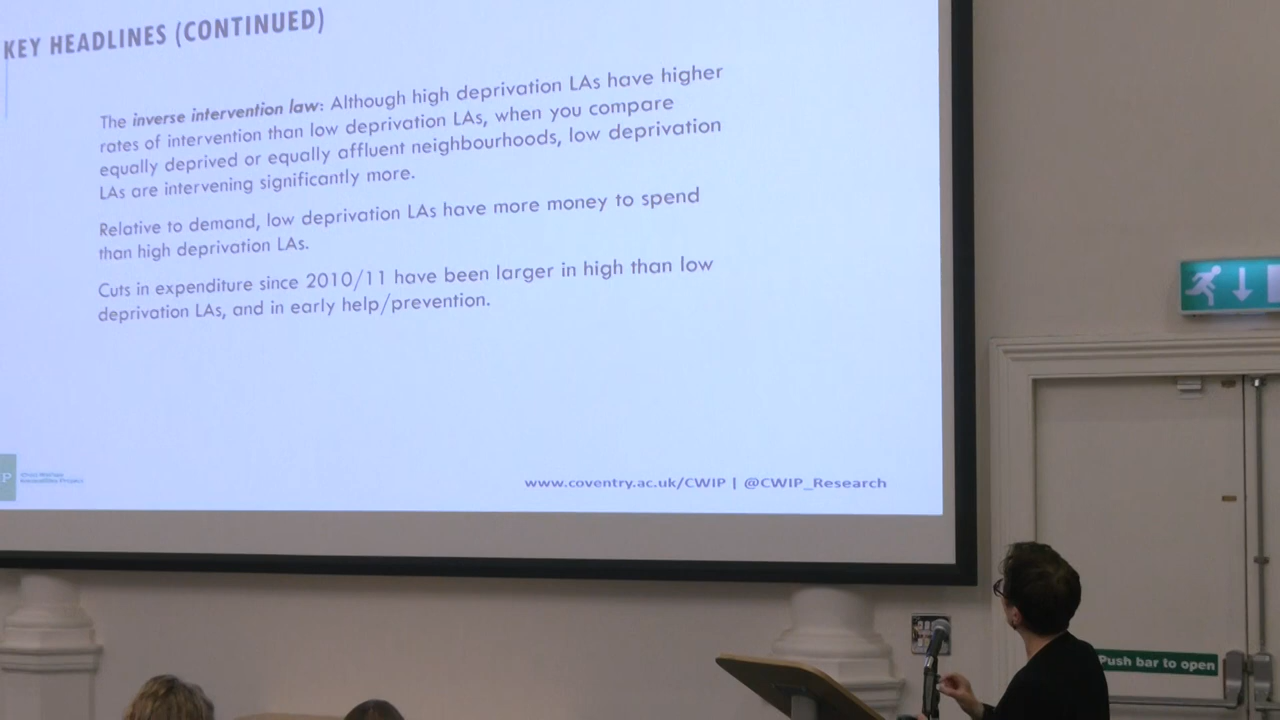 KEY HEADLINES (CONTINUED)
The inverse intervention law: Although high deprivation LAs have higher
rates of intervention than low deprivation LAs, when you compare
equally deprived or equally affluent neighbourhoods, low deprivation
LAs are intervening significantly more.
Relative to demand, low deprivation LAs have more money to spend
than high deprivation LAs.
Cuts in expenditure since 2010/11 have been larger in high than low
deprivation LAs, and in early help/prevention.
P
Child Welfare
Inequalities Project
www.coventry.ac.uk/CWIP | @CWIP_Research
Push bar to open